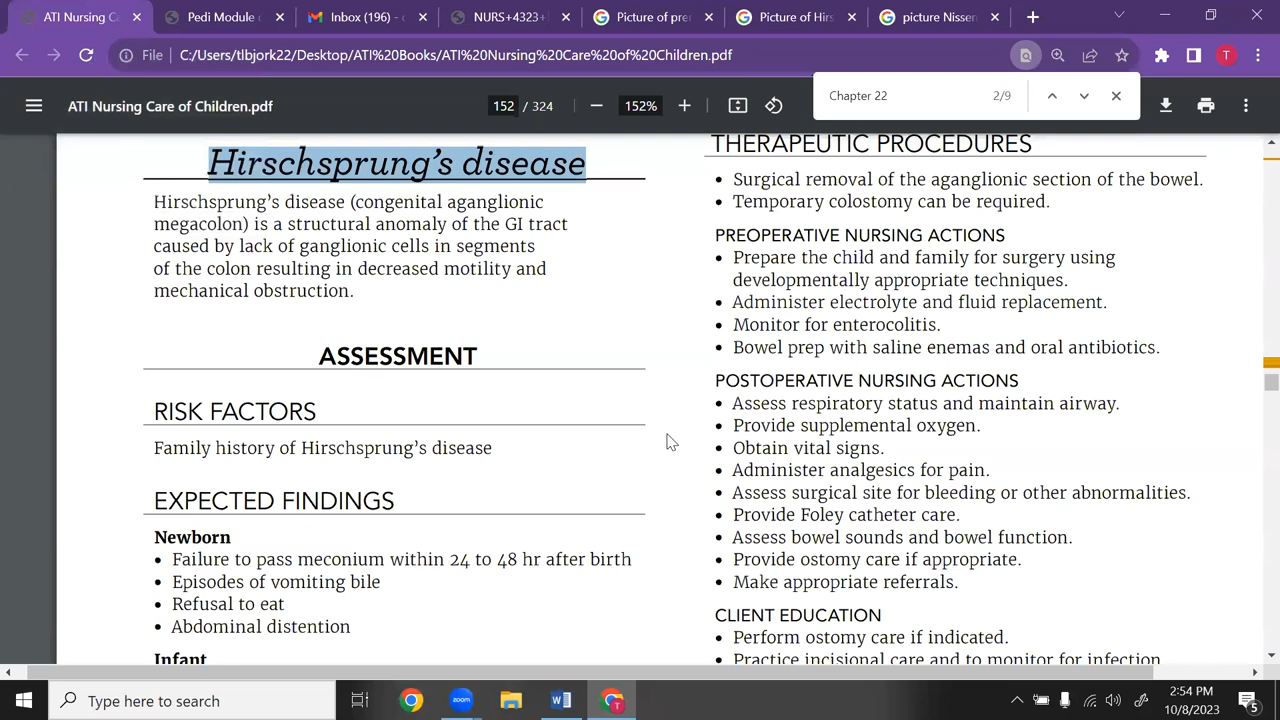 ATI Nursing Ca
Pedi Module
Inbox (196) -
NURS+4323+
Picture of pre
Picture of Hirs
picture Nissen
File
C:/Users/tlbjork22/Desktop/ATI%20Books/ATI%20Nursing%20Care%20of%20Children.pdf
T
Chapter 22
2/9
ATI Nursing Care of Children.pdf
152 / 324
152%
Hirschsprung's disease
Hirschsprung's disease (congenital aganglionic
megacolon) is a structural anomaly of the GI tract
caused by lack of ganglionic cells in segments
of the colon resulting in decreased motility and
mechanical obstruction.
ASSESSMENT
RISK FACTORS
Family history of Hirschsprung's disease
EXPECTED FINDINGS
Newborn
• Failure to pass meconium within 24 to 48 hr after birth
• Episodes of vomiting bile
• Refusal to eat
• Abdominal distention
Infant
THERAPEUTIC PROCEDURES
• Surgical removal of the aganglionic section of the bowel.
• Temporary colostomy can be required.
PREOPERATIVE NURSING ACTIONS
• Prepare the child and family for surgery using
developmentally appropriate techniques.
• Administer electrolyte and fluid replacement.
• Monitor for enterocolitis.
• Bowel prep with saline enemas and oral antibiotics.
POSTOPERATIVE NURSING ACTIONS
• Assess respiratory status and maintain airway.
• Provide supplemental oxygen.
• Obtain vital signs.
• Administer analgesics for pain.
• Assess surgical site for bleeding or other abnormalities.
• Provide Foley catheter care.
• Assess bowel sounds and bowel function.
• Provide ostomy care if appropriate.
• Make appropriate referrals.
CLIENT EDUCATION
• Perform ostomy care if indicated.
• Practice incisional care and to monitor for infection
Type here to search
zoom
2:54 PM
10/8/2023
5